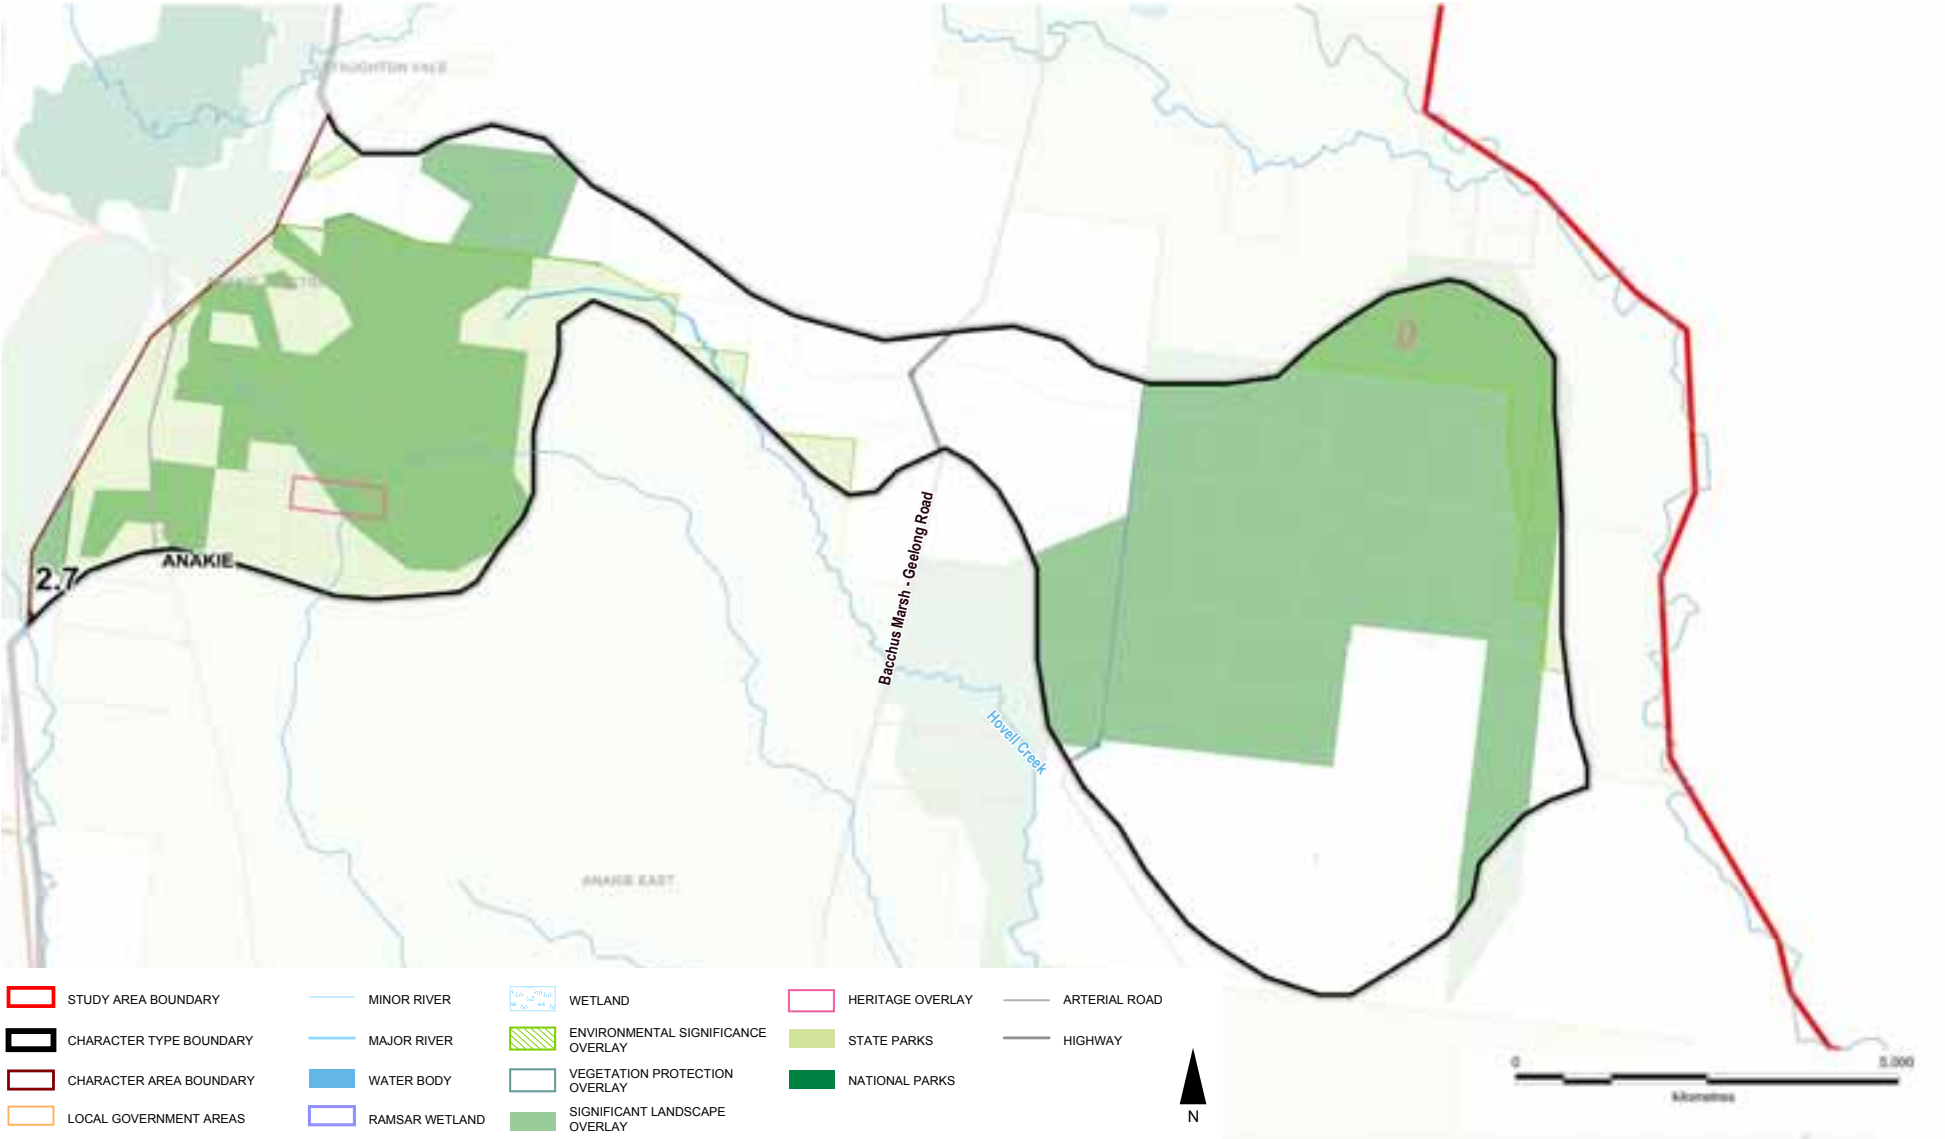 ANAKIE
2.7
Bacchus Marsh - Geelong Road
Hovell Creek
ANAKIE EAST
STUDY AREA BOUNDARY
CHARACTER TYPE BOUNDARY
CHARACTER AREA BOUNDARY
LOCAL GOVERNMENT AREAS
MINOR RIVER
MAJOR RIVER
WATER BODY
RAMSAR WETLAND
WETLAND
ENVIRONMENTAL SIGNIFICANCE
OVERLAY
VEGETATION PROTECTION
OVERLAY
SIGNIFICANT LANDSCAPE
OVERLAY
HERITAGE OVERLAY
STATE PARKS
NATIONAL PARKS
ARTERIAL ROAD
HIGHWAY
N
0
5,000
kilometres